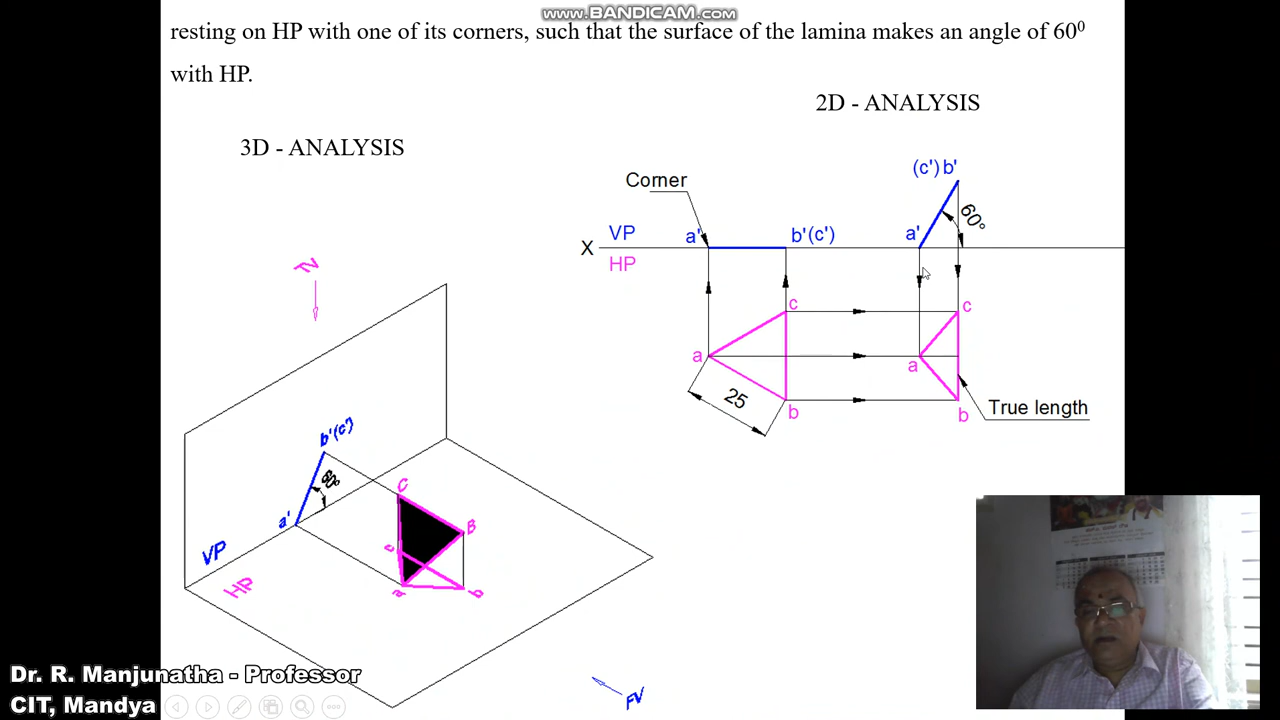 www.BANDICAM.com
resting on HP with one of its corners, such that the surface of the lamina makes an angle of 60⁰
with HP.
2D - ANALYSIS
3D - ANALYSIS
Corner
(c') b'
60°
X
VP
HP
a'
b'(c')
a'
c
c
a
a
25
b
b
True length
TV
b'(c')
60°
a'
C
B
c
a
b
VP
HP
FV
Dr. R. Manjunatha - Professor
CIT, Mandya